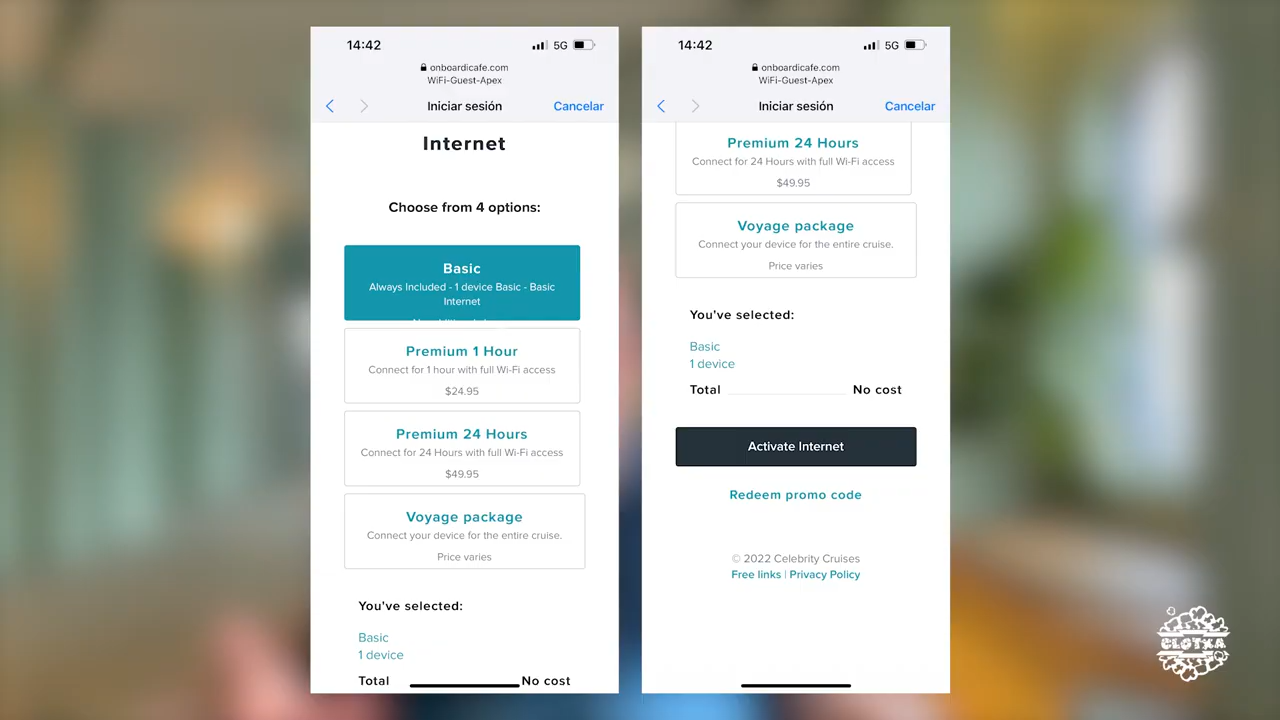 14:42
5G
onboardicafe.com
WiFi-Guest-Apex
Iniciar sesión
Cancelar
Internet
Choose from 4 options:
Basic
Always Included - 1 device Basic - Basic
Internet
Premium 1 Hour
Connect for 1 hour with full Wi-Fi access
$24.95
Premium 24 Hours
Connect for 24 Hours with full Wi-Fi access
$49.95
Voyage package
Connect your device for the entire cruise.
Price varies
You've selected:
Basic
1 device
Total No cost
14:42
5G
onboardicafe.com
WiFi-Guest-Apex
Iniciar sesión
Cancelar
Premium 24 Hours
Connect for 24 Hours with full Wi-Fi access
$49.95
Voyage package
Connect your device for the entire cruise.
Price varies
You've selected:
Basic
1 device
Total No cost
Activate Internet
Redeem promo code
© 2022 Celebrity Cruises
Free links | Privacy Policy
CLOTXA